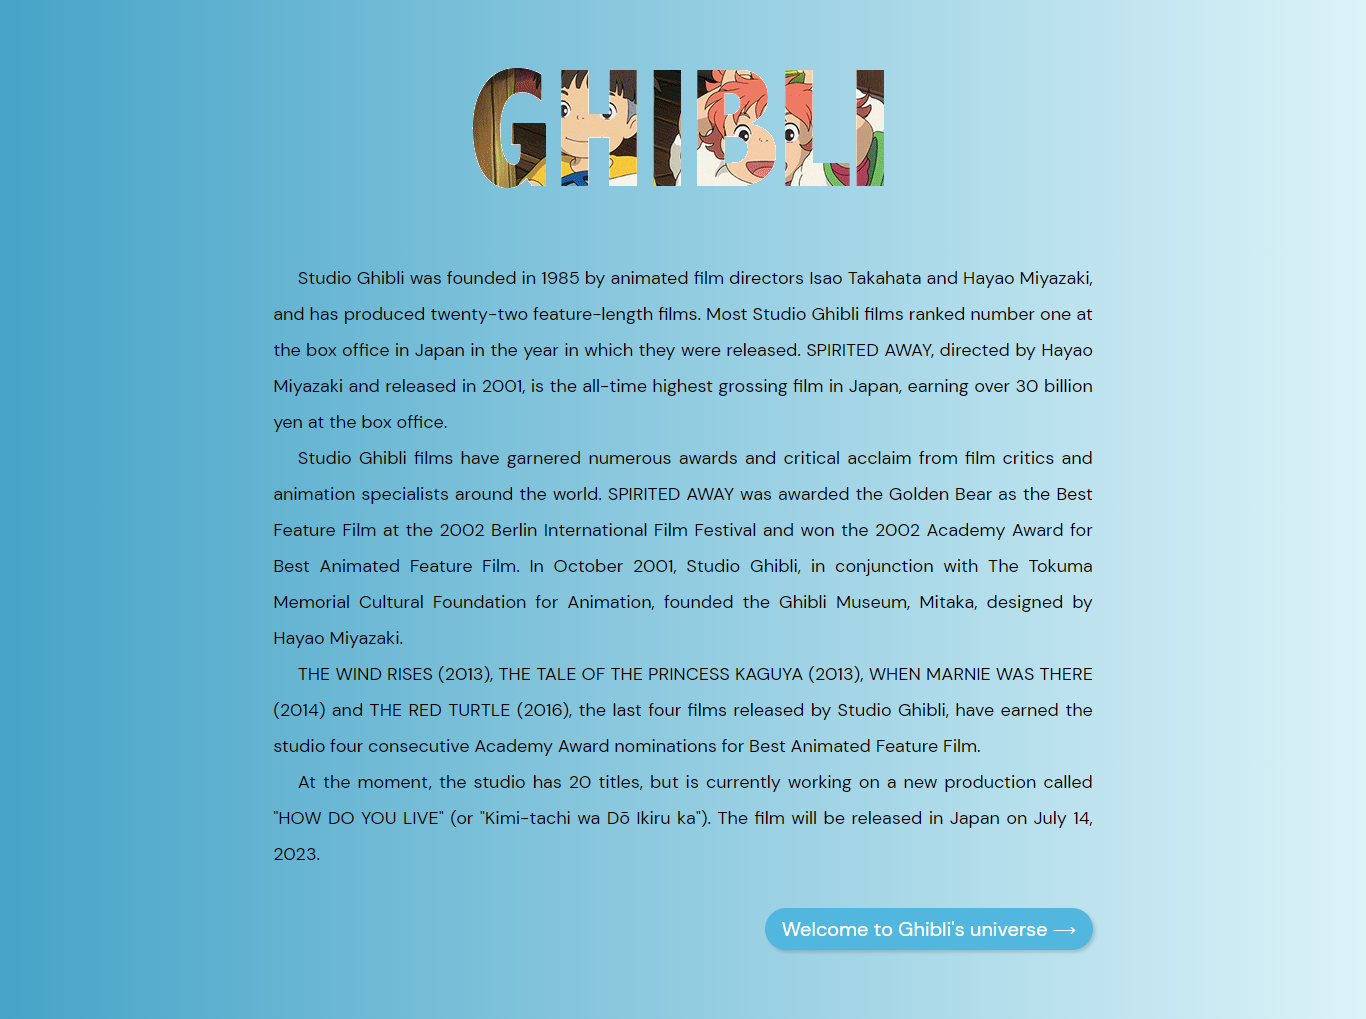 GHIBLI
Studio Ghibli was founded in 1985 by animated film directors Isao Takahata and Hayao Miyazaki,
and has produced twenty-two feature-length films. Most Studio Ghibli films ranked number one at
the box office in Japan in the year in which they were released. SPIRITED AWAY, directed by Hayao
Miyazaki and released in 2001, is the all-time highest grossing film in Japan, earning over 30 billion
yen at the box office.
Studio Ghibli films have garnered numerous awards and critical acclaim from film critics and
animation specialists around the world. SPIRITED AWAY was awarded the Golden Bear as the Best
Feature Film at the 2002 Berlin International Film Festival and won the 2002 Academy Award for
Best Animated Feature Film. In October 2001, Studio Ghibli, in conjunction with The Tokuma
Memorial Cultural Foundation for Animation, founded the Ghibli Museum, Mitaka, designed by
Hayao Miyazaki.
THE WIND RISES (2013), THE TALE OF THE PRINCESS KAGUYA (2013), WHEN MARNIE WAS THERE
(2014) and THE RED TURTLE (2016), the last four films released by Studio Ghibli, have earned the
studio four consecutive Academy Award nominations for Best Animated Feature Film.
At the moment, the studio has 20 titles, but is currently working on a new production called
"HOW DO YOU LIVE" (or "Kimi-tachi wa Dō Ikiru ka"). The film will be released in Japan on July 14,
2023.
Welcome to Ghibli's universe ⟶